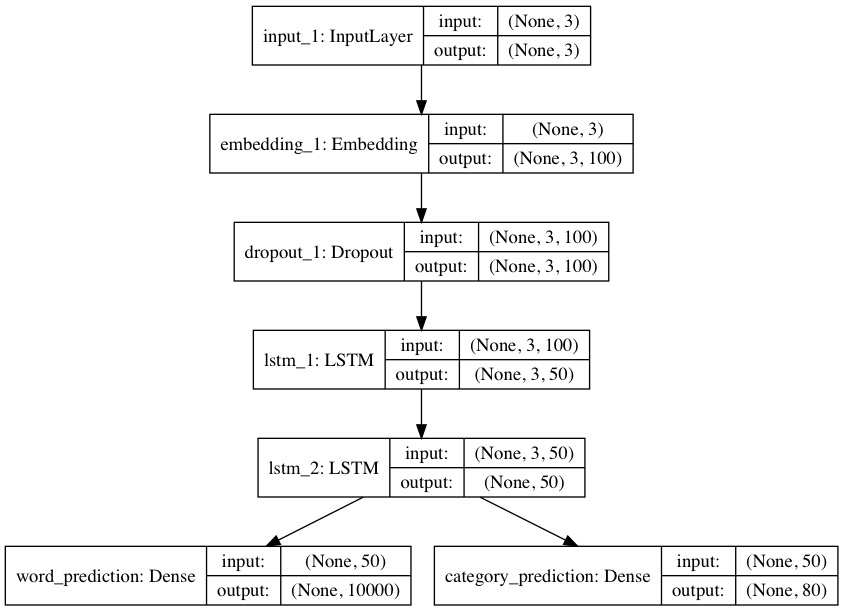 input_1: InputLayer
input: (None, 3)
output: (None, 3)
embedding_1: Embedding
input: (None, 3)
output: (None, 3, 100)
dropout_1: Dropout
input: (None, 3, 100)
output: (None, 3, 100)
lstm_1: LSTM
input: (None, 3, 100)
output: (None, 3, 50)
lstm_2: LSTM
input: (None, 3, 50)
output: (None, 50)
word_prediction: Dense
input: (None, 50)
output: (None, 10000)
category_prediction: Dense
input: (None, 50)
output: (None, 80)